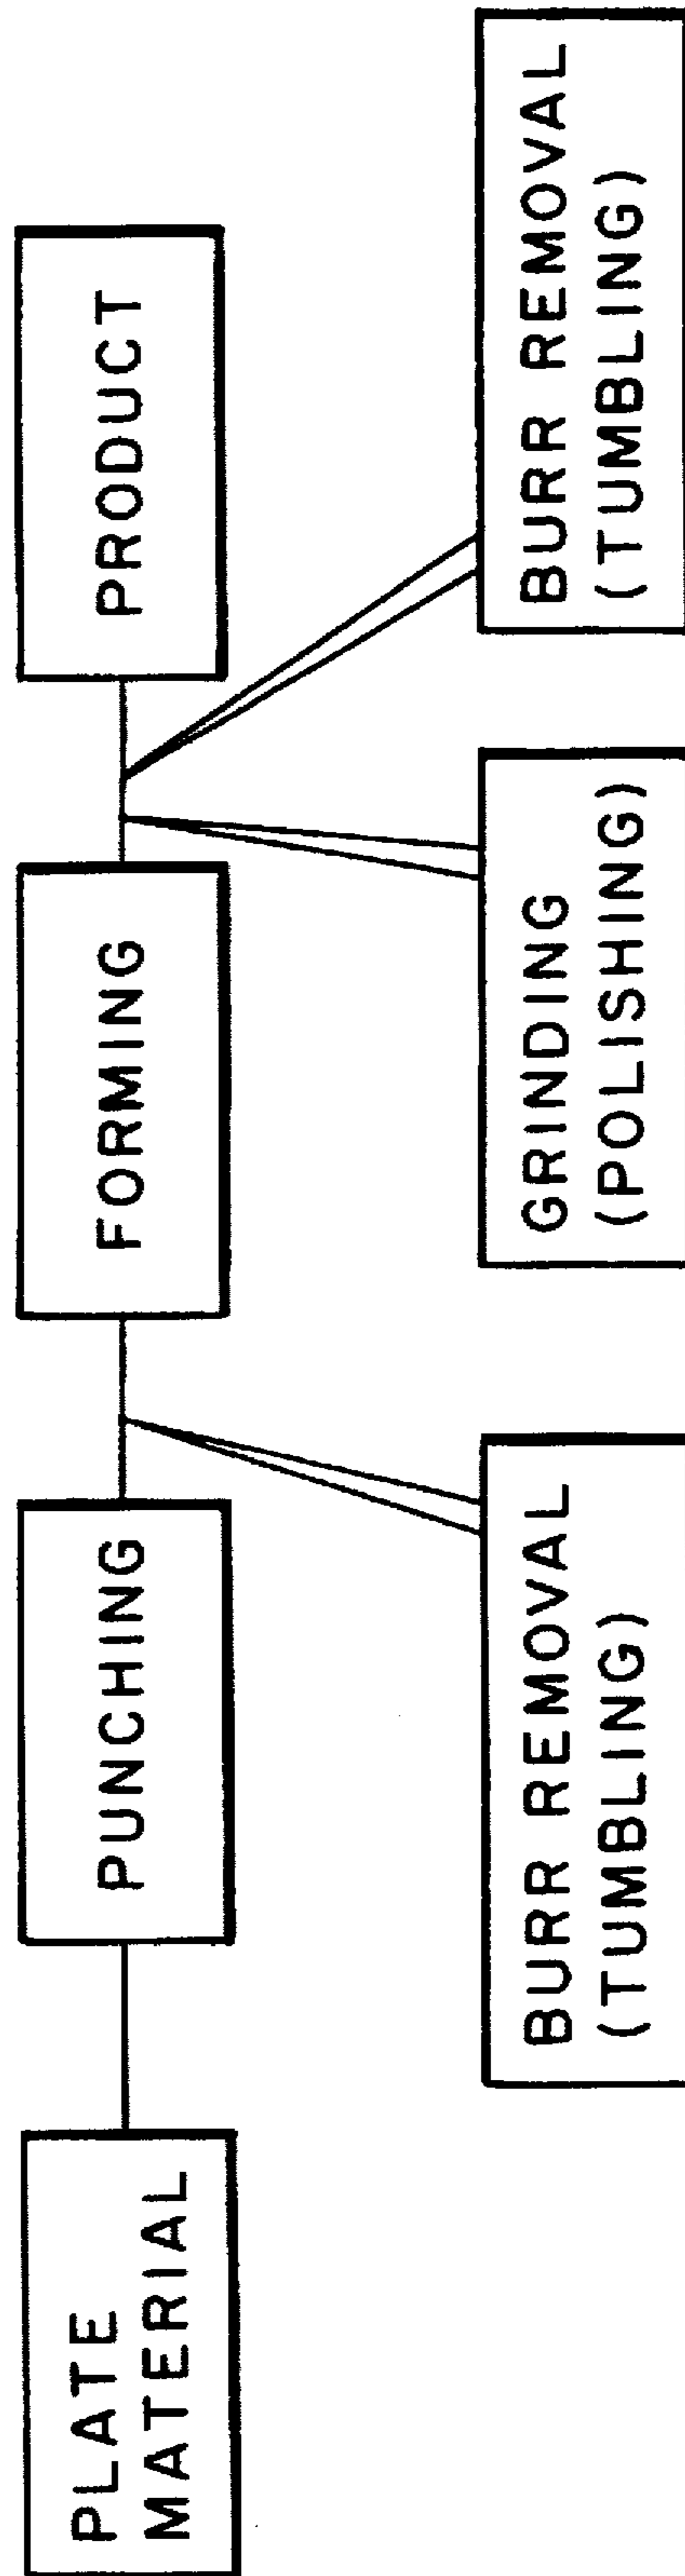 PLATE
MATERIAL
PUNCHING
FORMING
PRODUCT
BURR REMOVAL
(TUMBLING)
GRINDING
(POLISHING)
BURR REMOVAL
(TUMBLING)